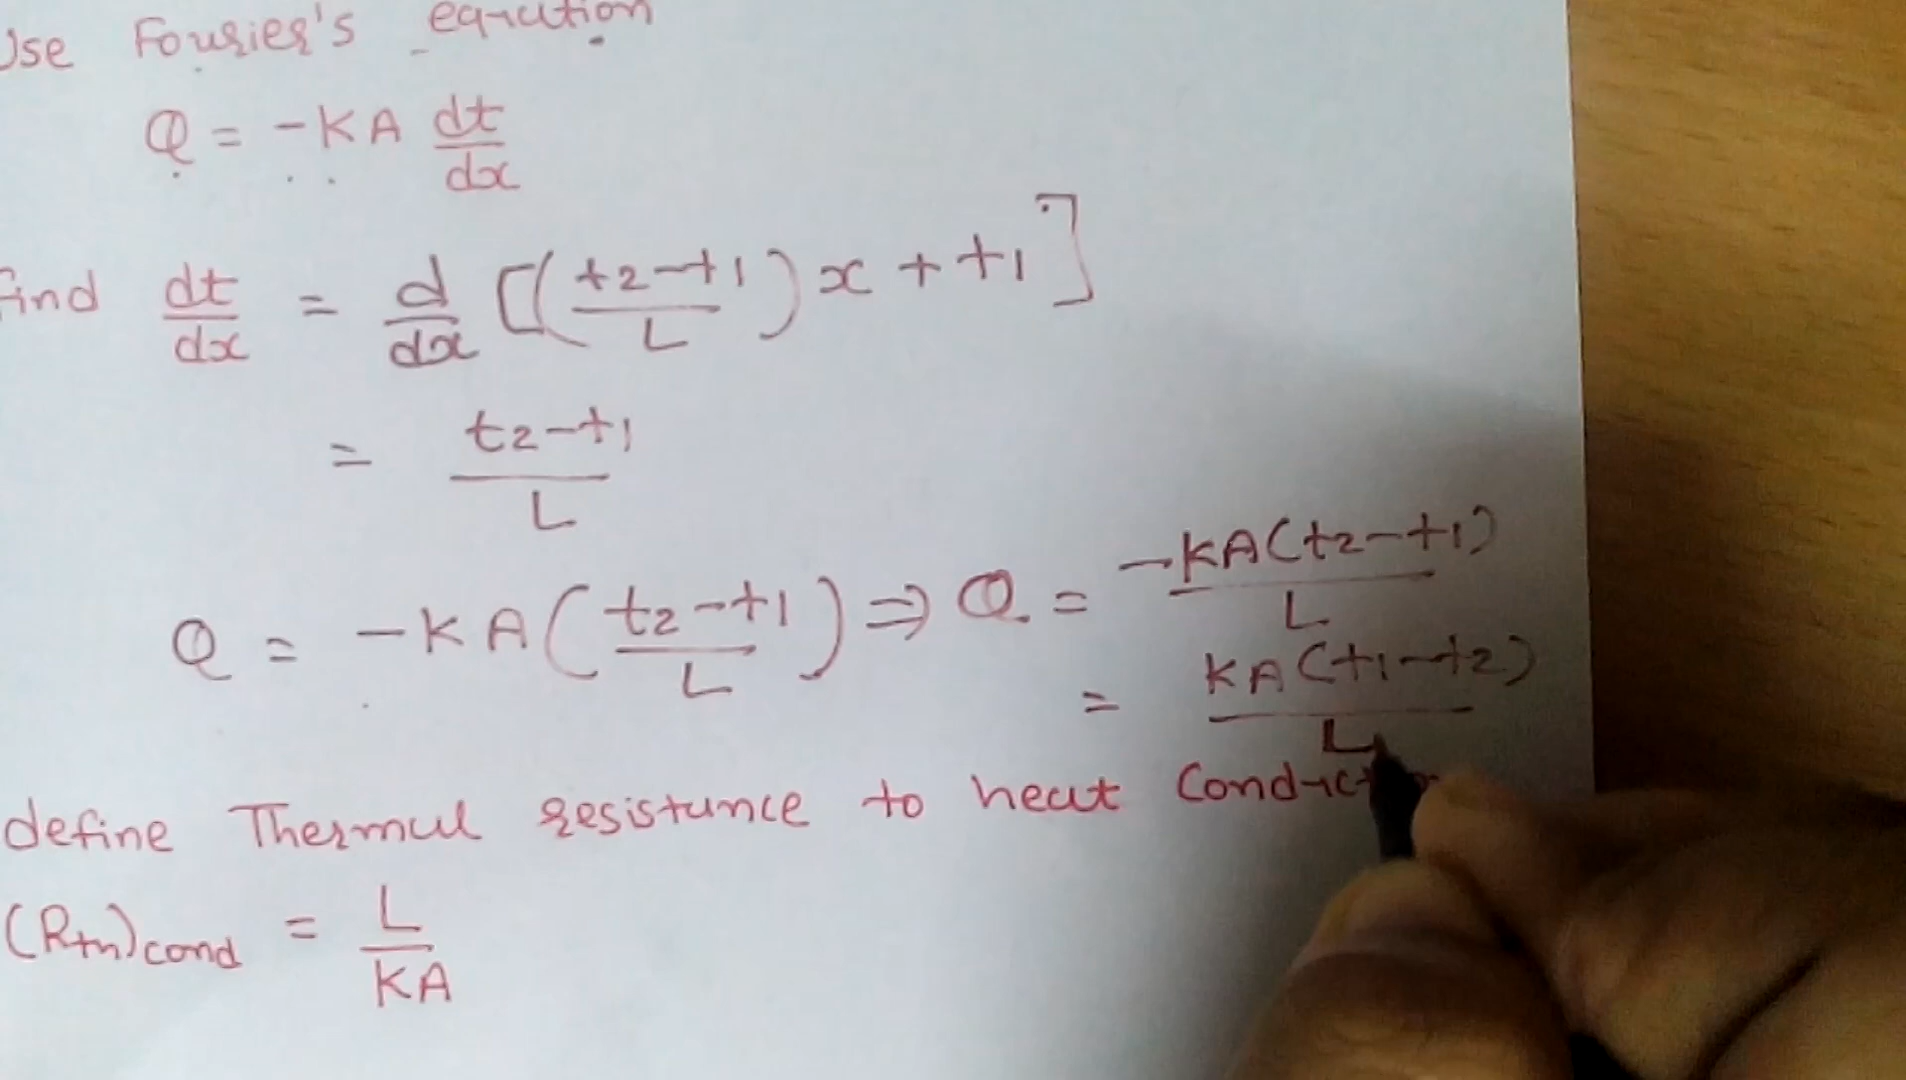 Use Fourier's equation
Q = -KA dt/dx
Find dt/dx = d/dx [((t2-t1)/L)x + t1]
= (t2-t1)/L
Q = -KA((t2-t1)/L) ⇒ Q = -KA(t2-t1)/L
= KA(t1-t2)/L
define Thermal resistance to heat
(Rth)cond = L/KA